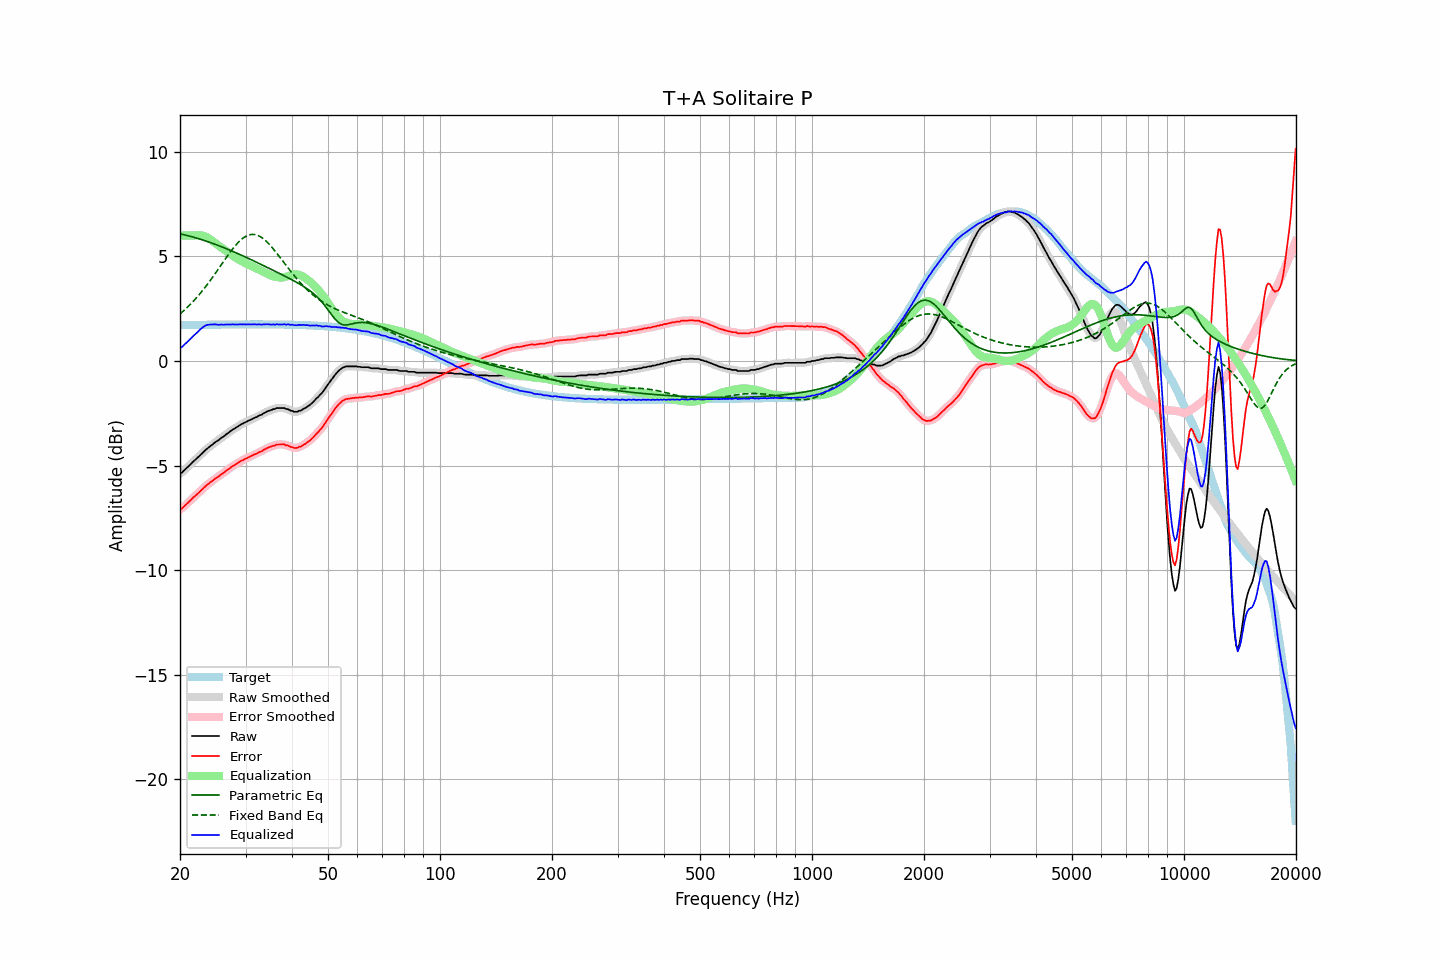 T+A Solitaire P
Amplitude (dBr)
10
5
0
−5
−10
−15
−20
Target
Raw Smoothed
Error Smoothed
Raw
Error
Equalization
Parametric Eq
Fixed Band Eq
Equalized
20 50 100 200 500 1000 2000 5000 10000 20000
Frequency (Hz)